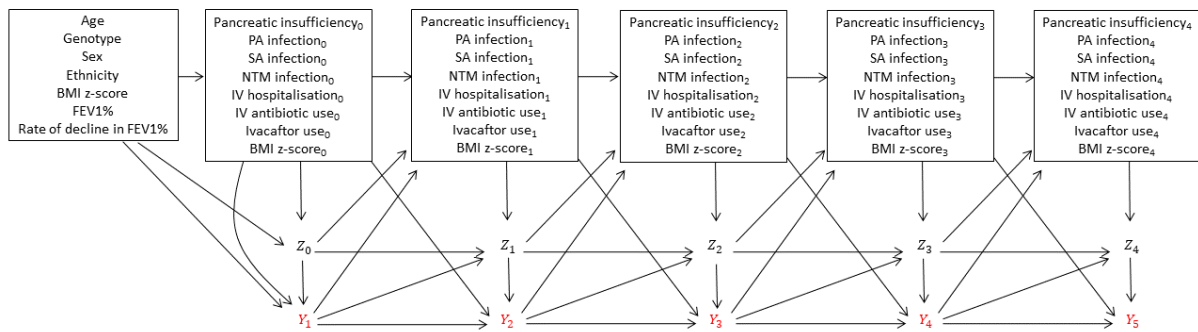 Age
Genotype
Sex
Ethnicity
BMI z-score
FEV1%
Rate of decline in FEV1%
Pancreatic insufficiency₀
PA infection₀
SA infection₀
NTM infection₀
IV hospitalisation₀
IV antibiotic use₀
Ivacaftor use₀
BMI z-score₀
Pancreatic insufficiency₁
PA infection₁
SA infection₁
NTM infection₁
IV hospitalisation₁
IV antibiotic use₁
Ivacaftor use₁
BMI z-score₁
Pancreatic insufficiency₂
PA infection₂
SA infection₂
NTM infection₂
IV hospitalisation₂
IV antibiotic use₂
Ivacaftor use₂
BMI z-score₂
Pancreatic insufficiency₃
PA infection₃
SA infection₃
NTM infection₃
IV hospitalisation₃
IV antibiotic use₃
Ivacaftor use₃
BMI z-score₃
Pancreatic insufficiency₄
PA infection₄
SA infection₄
NTM infection₄
IV hospitalisation₄
IV antibiotic use₄
Ivacaftor use₄
BMI z-score₄
Z₀ Z₁ Z₂ Z₃ Z₄
Y₁ Y₂ Y₃ Y₄ Y₅